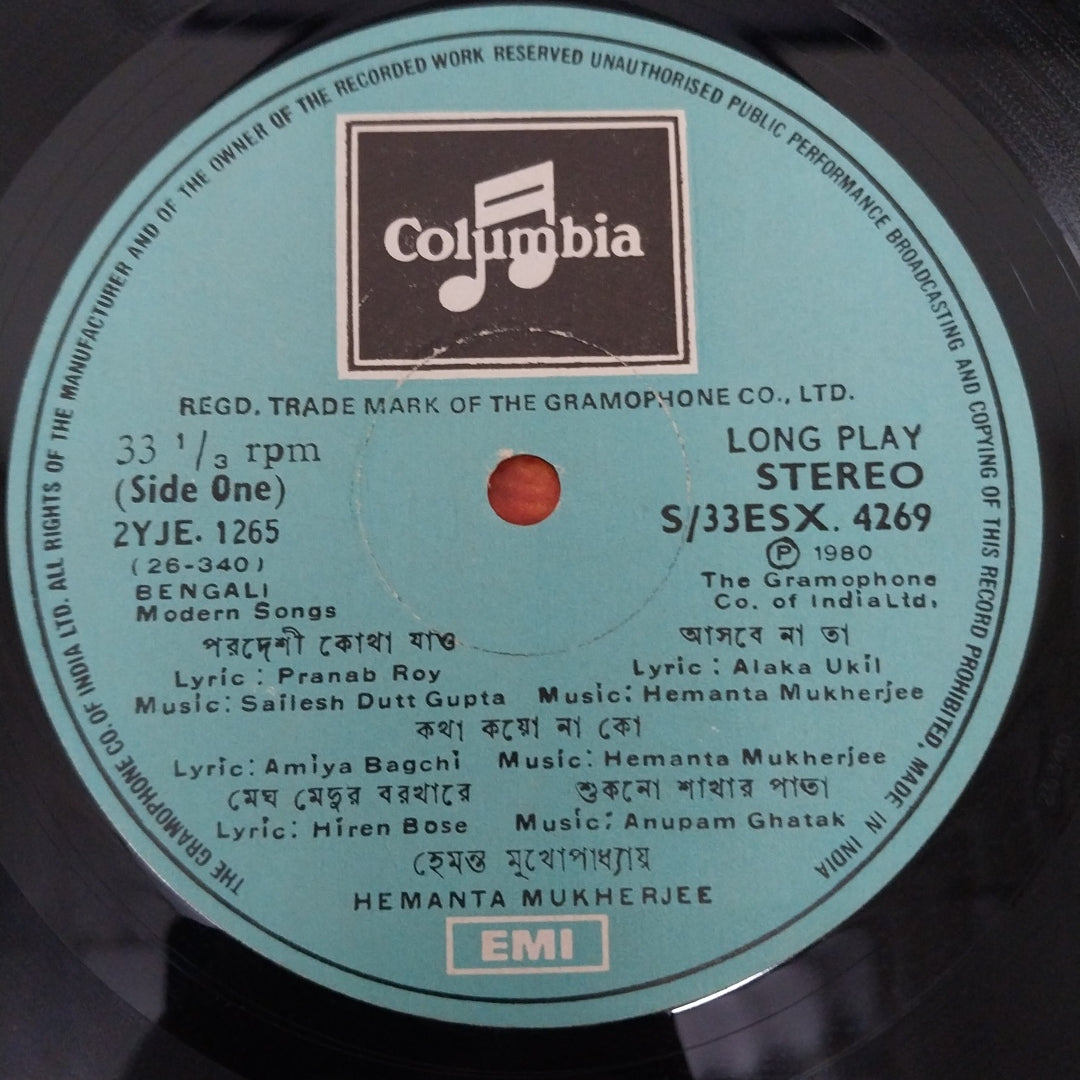 THE GRAMOPHONE CO. OF INDIA LTD. ALL RIGHTS OF THE MANUFACTURER AND OF THE OWNER OF THE RECORDED WORK RESERVED UNAUTHORISED PUBLIC PERFORMANCE BROADCASTING AND COPYING OF THIS RECORD PROHIBITED, MADE IN INDIA
Columbia
REGD. TRADE MARK OF THE GRAMOPHONE CO., LTD.
33 1/3 rpm
(Side One)
2YJE. 1265
(26-340)
BENGALI
Modern Songs
LONG PLAY
STEREO
S/33ESX. 4269
Ⓟ 1980
The Gramophone
Co. of India Ltd,
পরদেশী কোথা যাও
Lyric : Pranab Roy
Music: Sailesh Dutt Gupta
আসবে না তা
Lyric : Alaka Ukil
Music: Hemanta Mukherjee
কথা কয়ো না কো
Lyric: Amiya Bagchi Music: Hemanta Mukherjee
মেঘ মেদুর বরখারে শুকনো শাখার পাতা
Lyric: Hiren Bose Music: Anupam Ghatak
হেমন্ত মুখোপাধ্যায়
HEMANTA MUKHERJEE
EMI